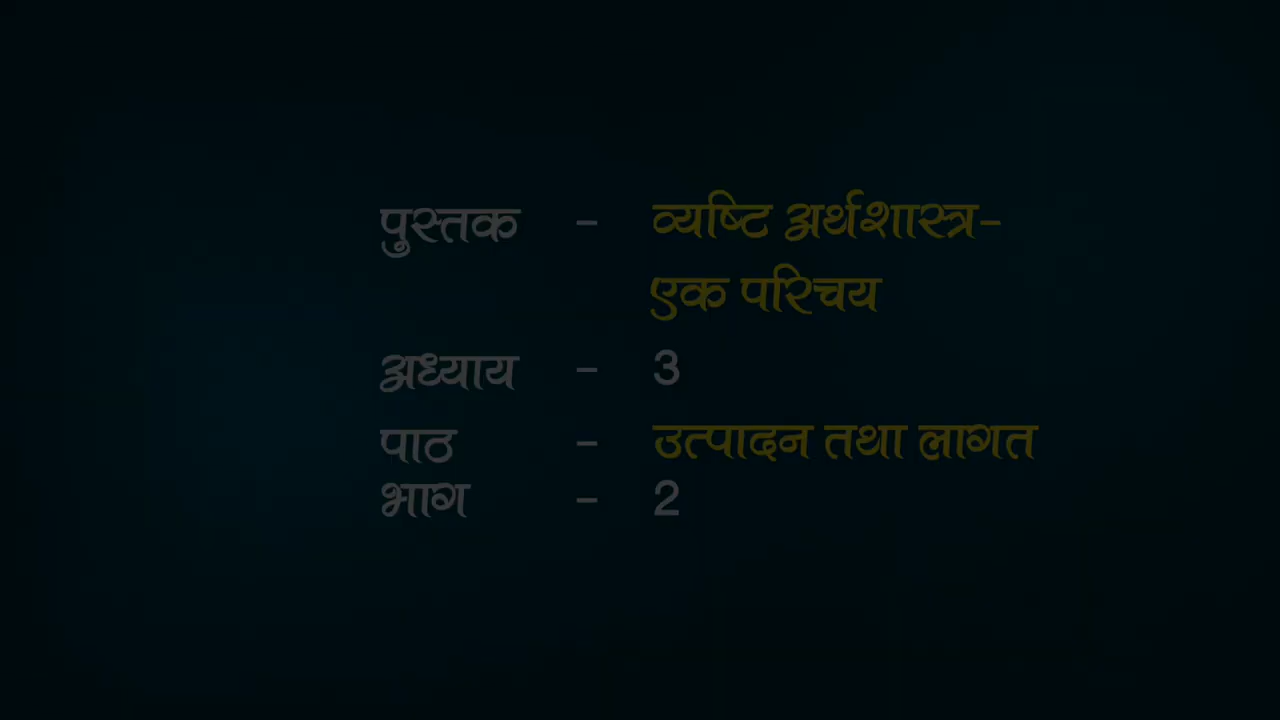 पुस्तक - व्यष्टि अर्थशास्त्र-
एक परिचय
अध्याय - 3
पाठ - उत्पादन तथा लागत
भाग - 2